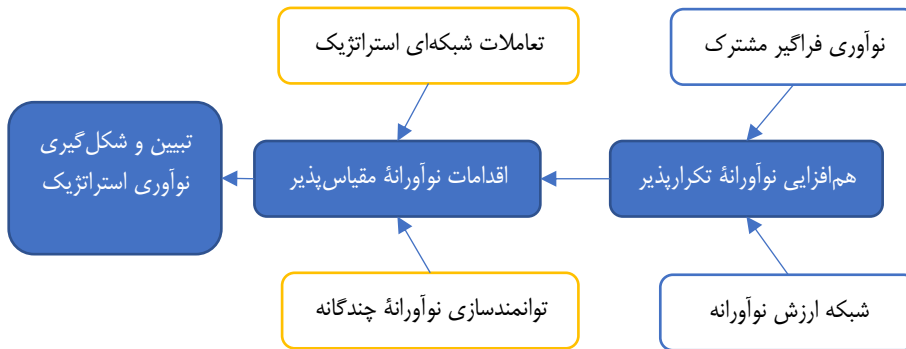 نوآوری فراگیر مشترک
تعاملات شبکه‌ای استراتژیک
هم‌افزایی نوآورانهٔ تکرارپذیر
اقدامات نوآورانهٔ مقیاس‌پذیر
تبیین و شکل‌گیری
نوآوری استراتژیک
شبکه ارزش نوآورانه
توانمندسازی نوآورانهٔ چندگانه